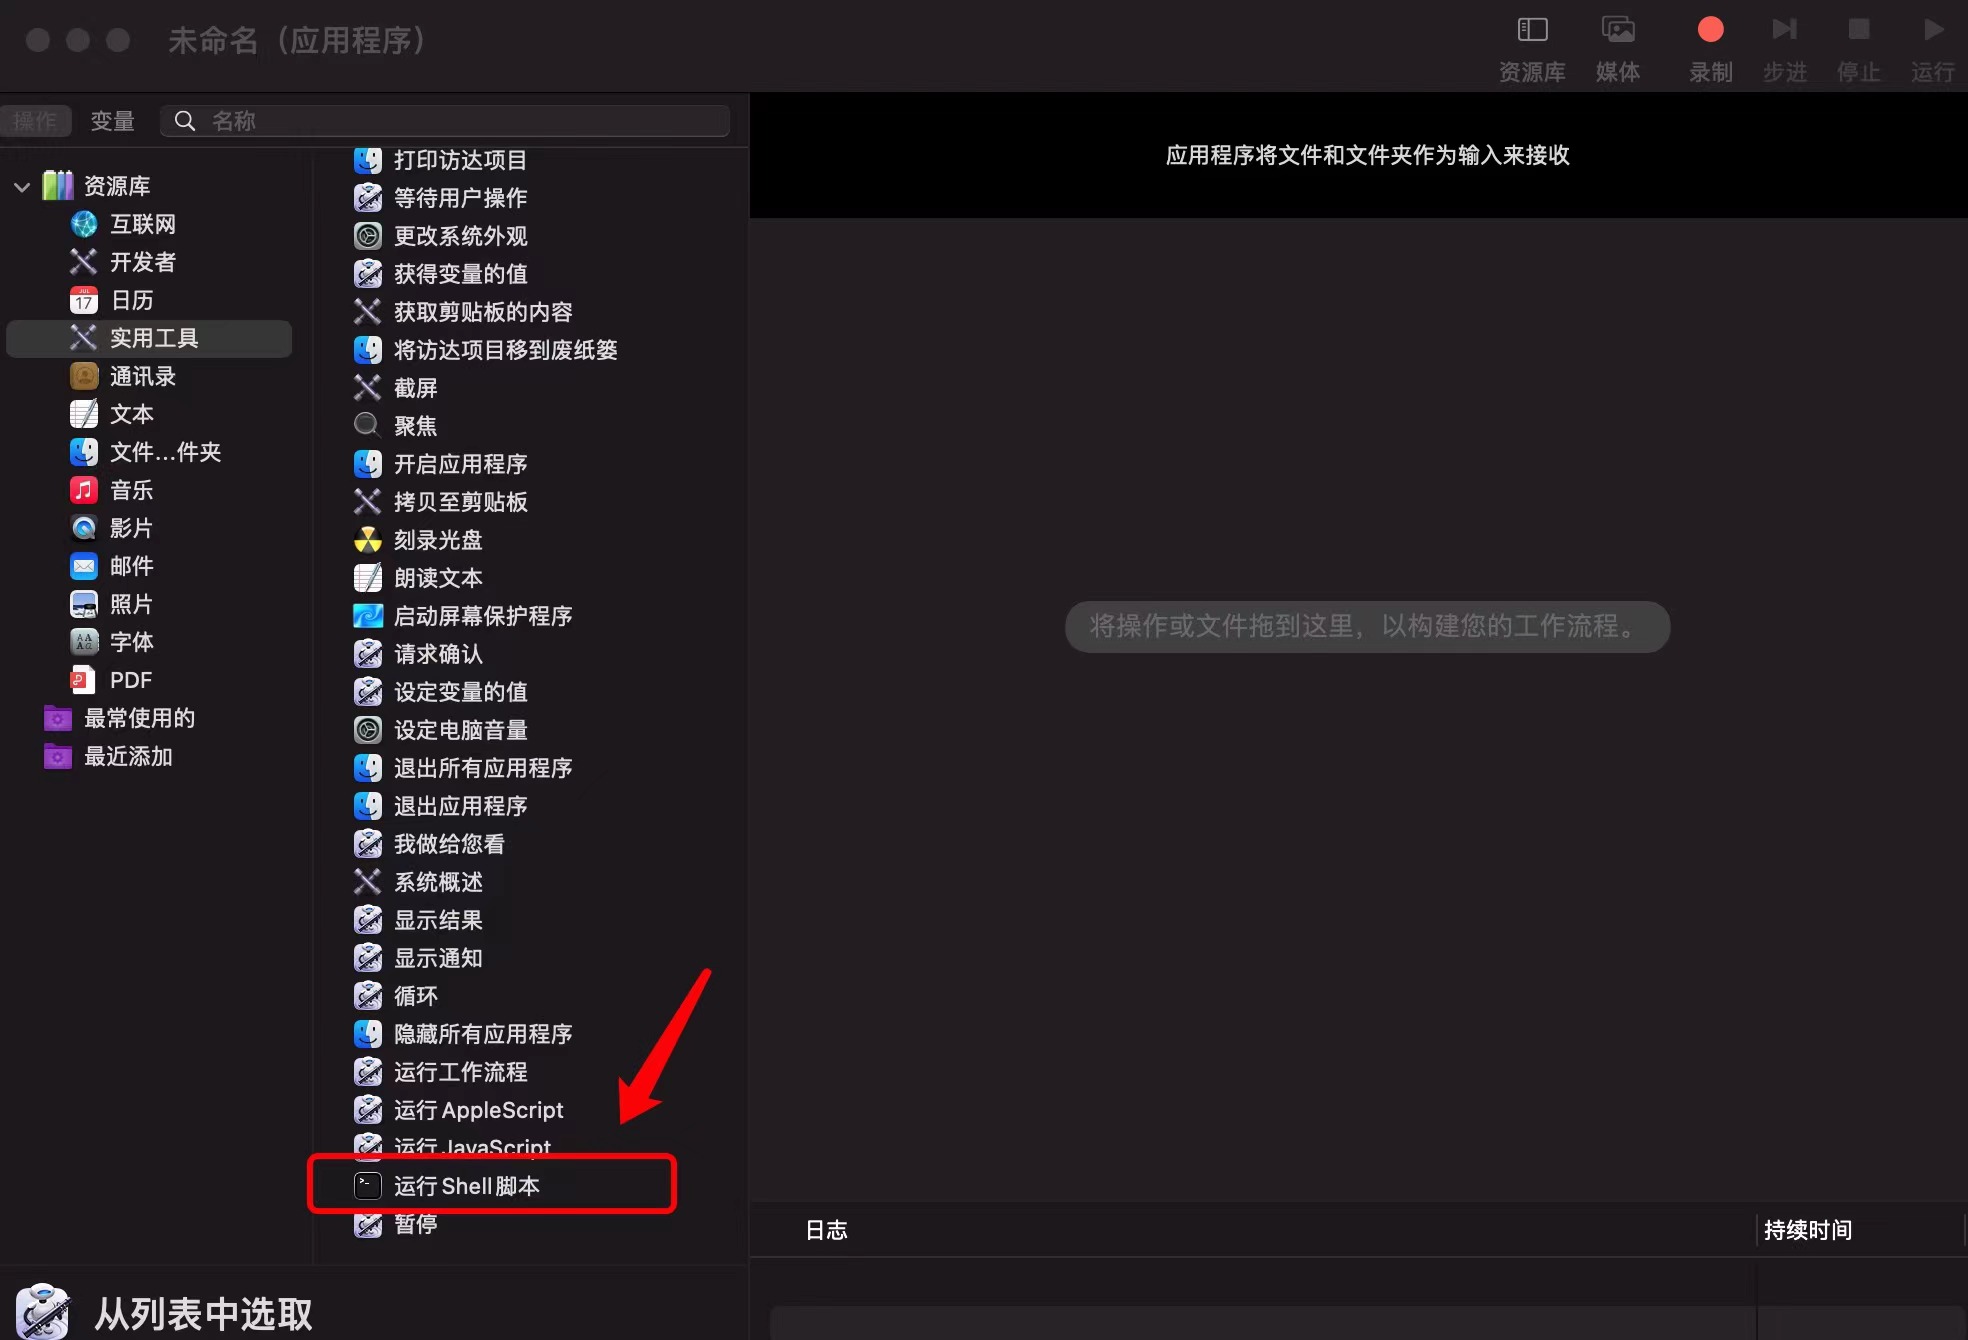 未命名（应用程序）
资源库
媒体
录制
步进
停止
运行
操作
变量
名称
资源库
互联网
开发者
JUL
17
日历
实用工具
通讯录
文本
文件...件夹
音乐
影片
邮件
照片
字体
PDF
最常使用的
最近添加
打印访达项目
等待用户操作
更改系统外观
获得变量的值
获取剪贴板的内容
将访达项目移到废纸篓
截屏
聚焦
开启应用程序
拷贝至剪贴板
刻录光盘
朗读文本
启动屏幕保护程序
请求确认
设定变量的值
设定电脑音量
退出所有应用程序
退出应用程序
我做给您看
系统概述
显示结果
显示通知
循环
隐藏所有应用程序
运行工作流程
运行 AppleScript
运行 JavaScript
运行 Shell 脚本
暂停
从列表中选取
应用程序将文件和文件夹作为输入来接收
将操作或文件拖到这里，以构建您的工作流程。
日志
持续时间